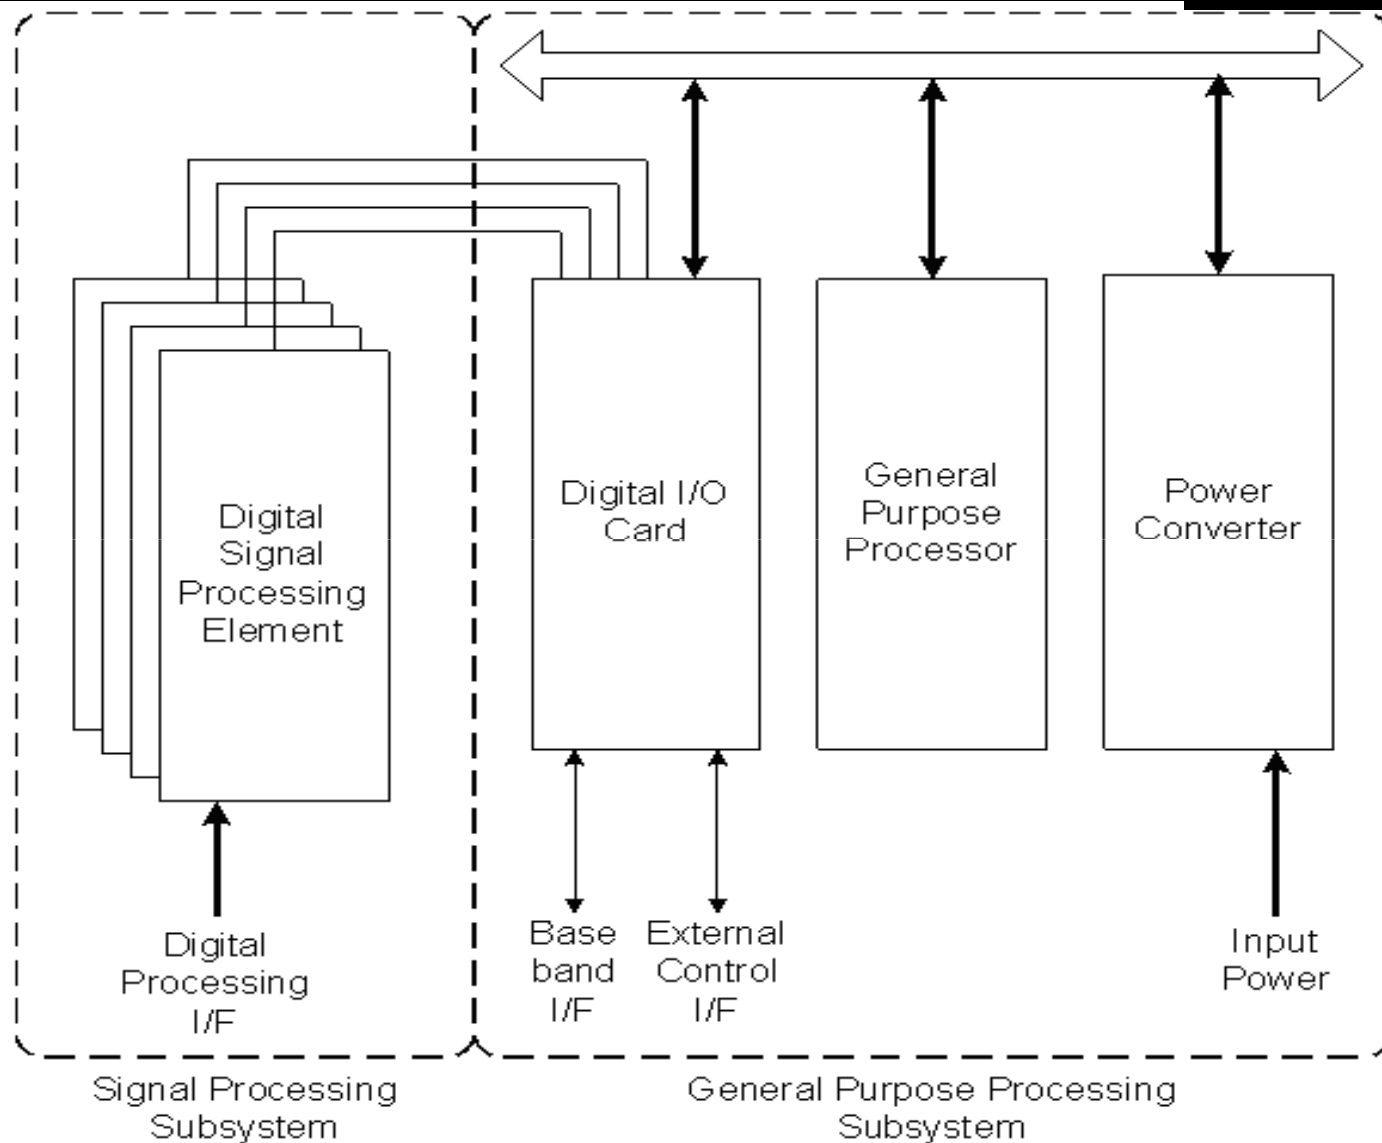 Digital
Signal
Processing
Element
Digital I/O
Card
General
Purpose
Processor
Power
Converter
Digital
Processing
I/F
Base
band
I/F
External
Control
I/F
Input
Power
Signal Processing
Subsystem
General Purpose Processing
Subsystem